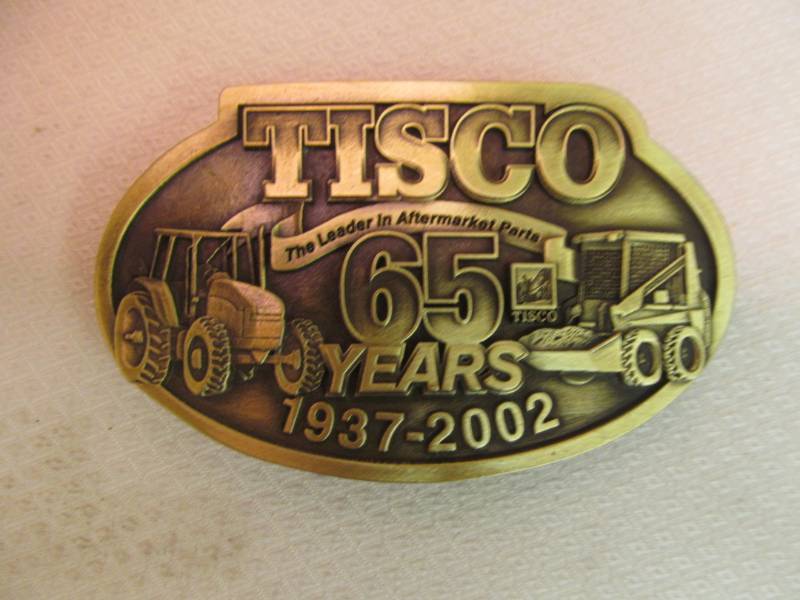 TISCO
The Leader In Aftermarket Parts
65
TISCO
YEARS
1937-2002